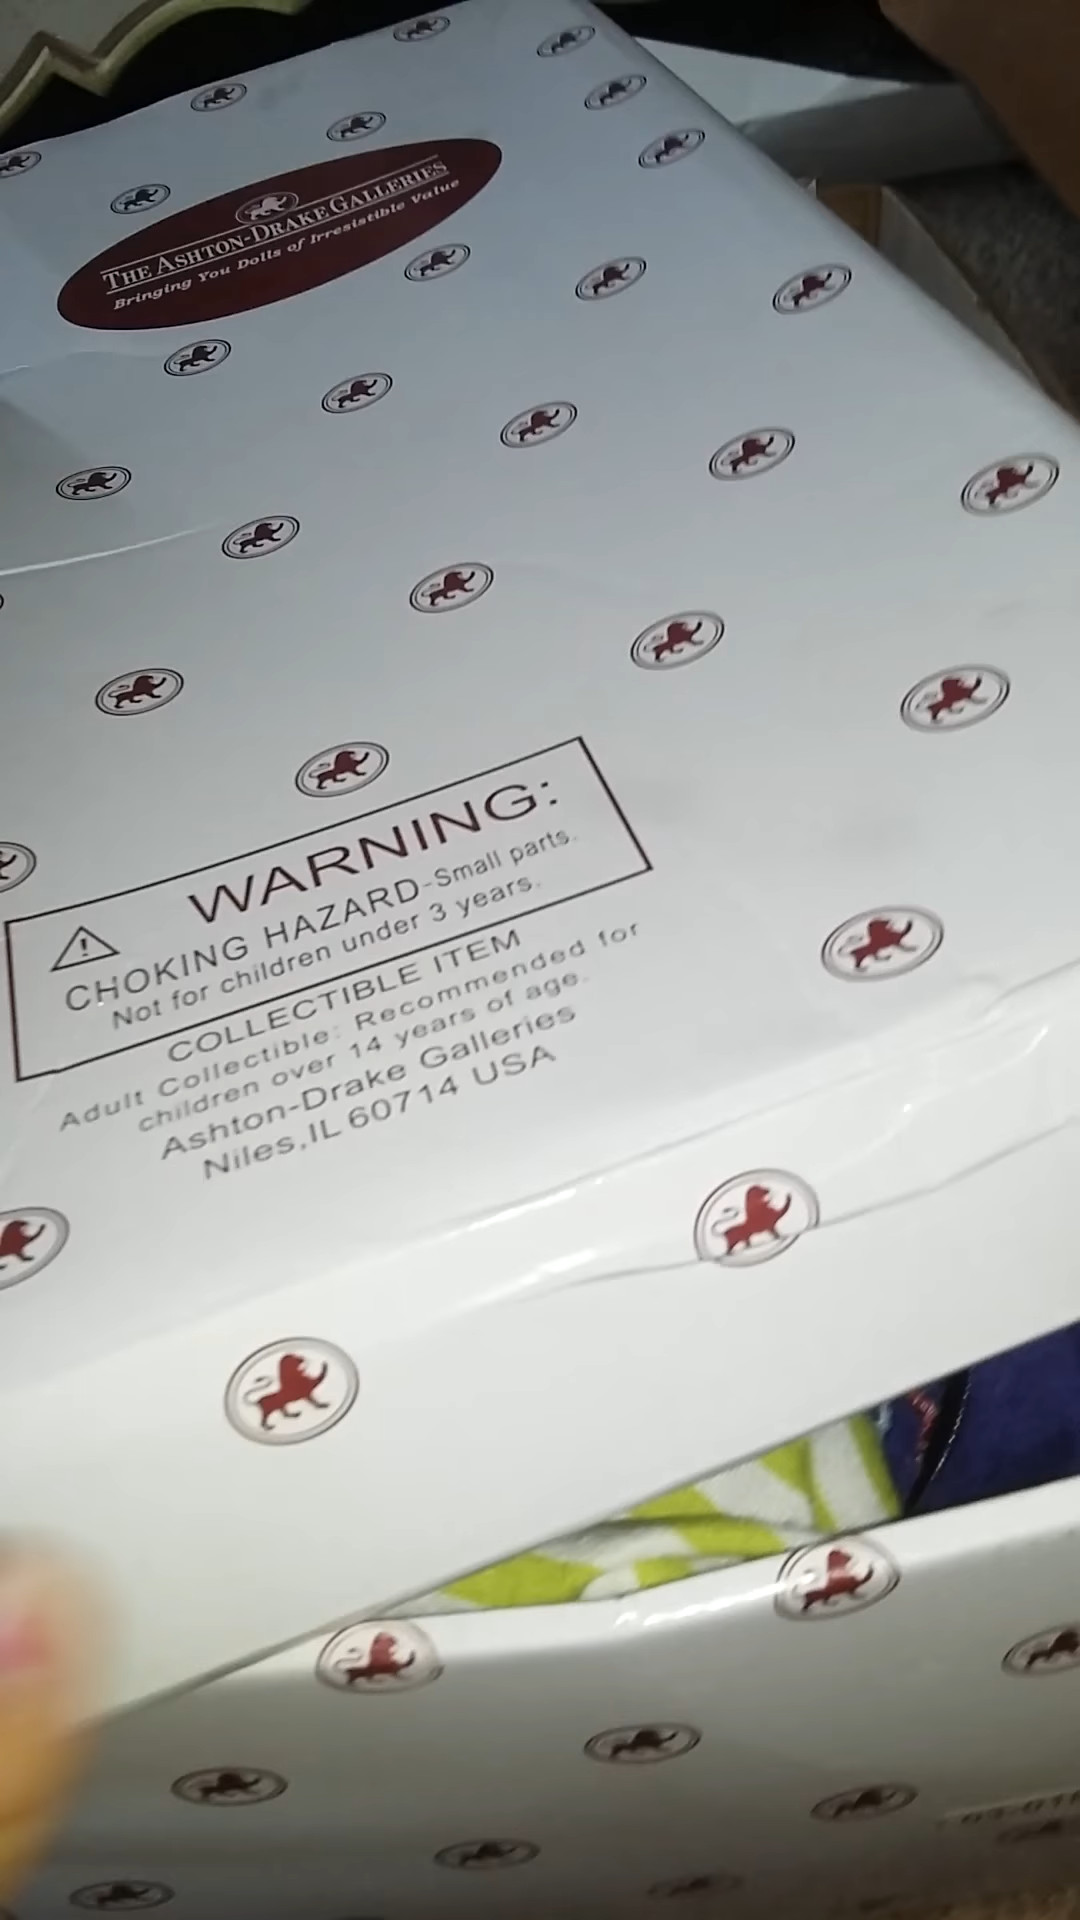 THE ASHTON-DRAKE GALLERIES
Bringing You Dolls of Irresistible Value
WARNING:
CHOKING HAZARD-Small parts.
Not for children under 3 years.
COLLECTIBLE ITEM
Adult Collectible: Recommended for
children over 14 years of age.
Ashton-Drake Galleries
Niles,IL 60714 USA